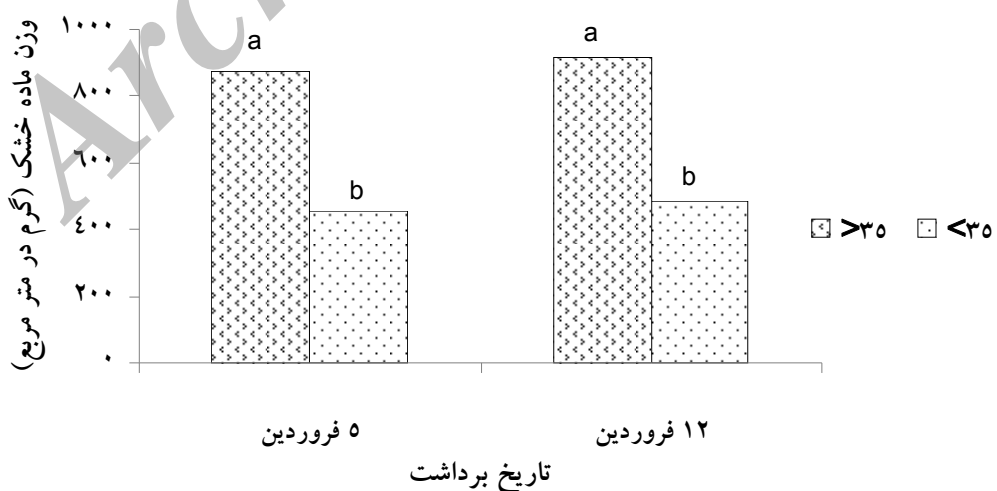 وزن ماده خشک (گرم در متر مربع)
۱۰۰۰
۸۰۰
۶۰۰
۴۰۰
۲۰۰
۰
a
b
a
b
>۳۵
<۳۵
۵ فروردین
۱۲ فروردین
تاریخ برداشت